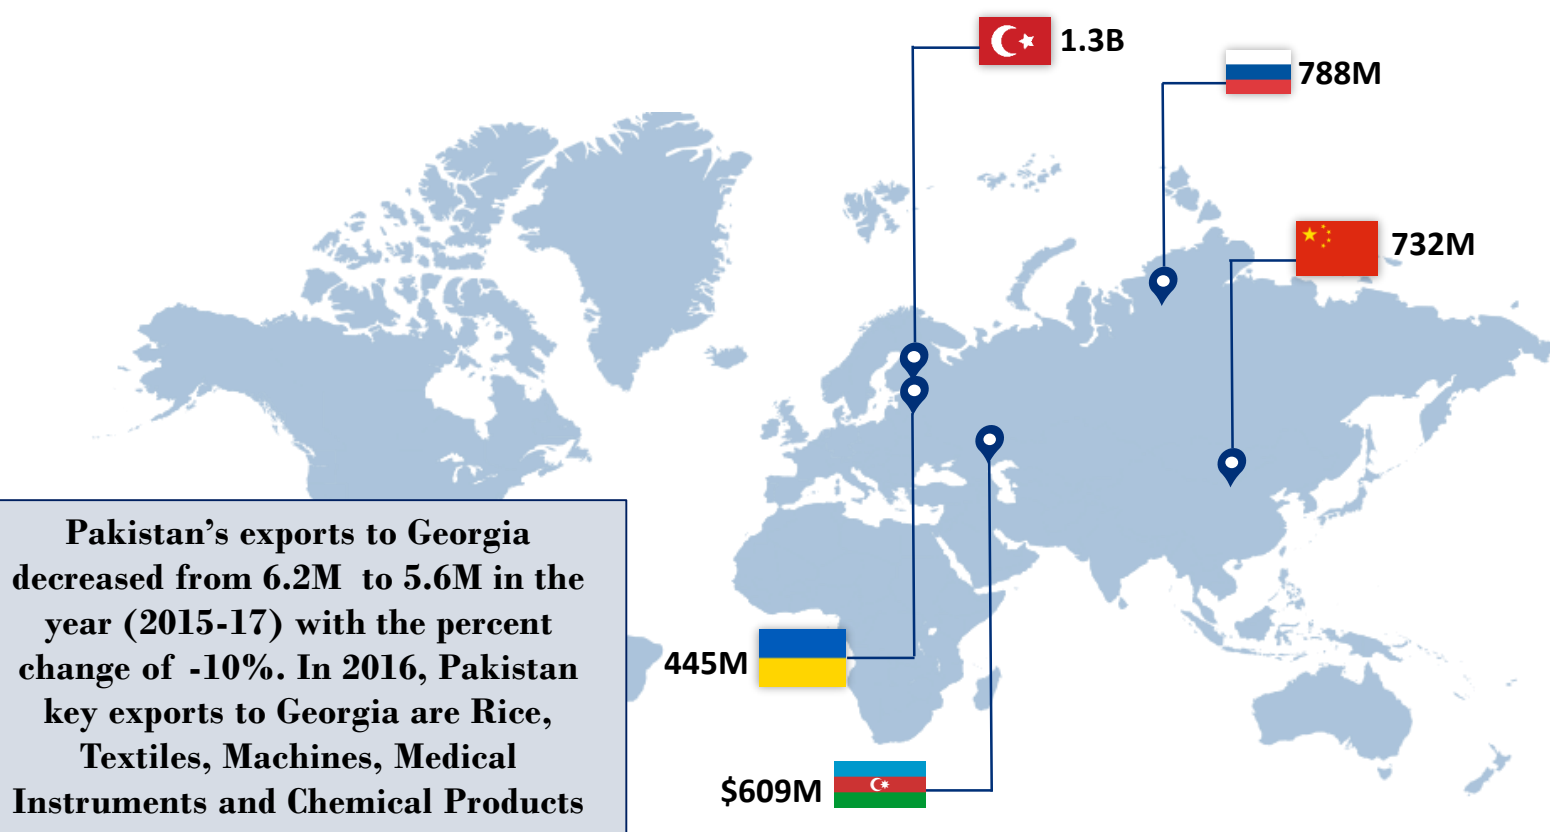 1.3B
788M
732M
445M
$609M
Pakistan’s exports to Georgia
decreased from 6.2M to 5.6M in the
year (2015-17) with the percent
change of -10%. In 2016, Pakistan
key exports to Georgia are Rice,
Textiles, Machines, Medical
Instruments and Chemical Products